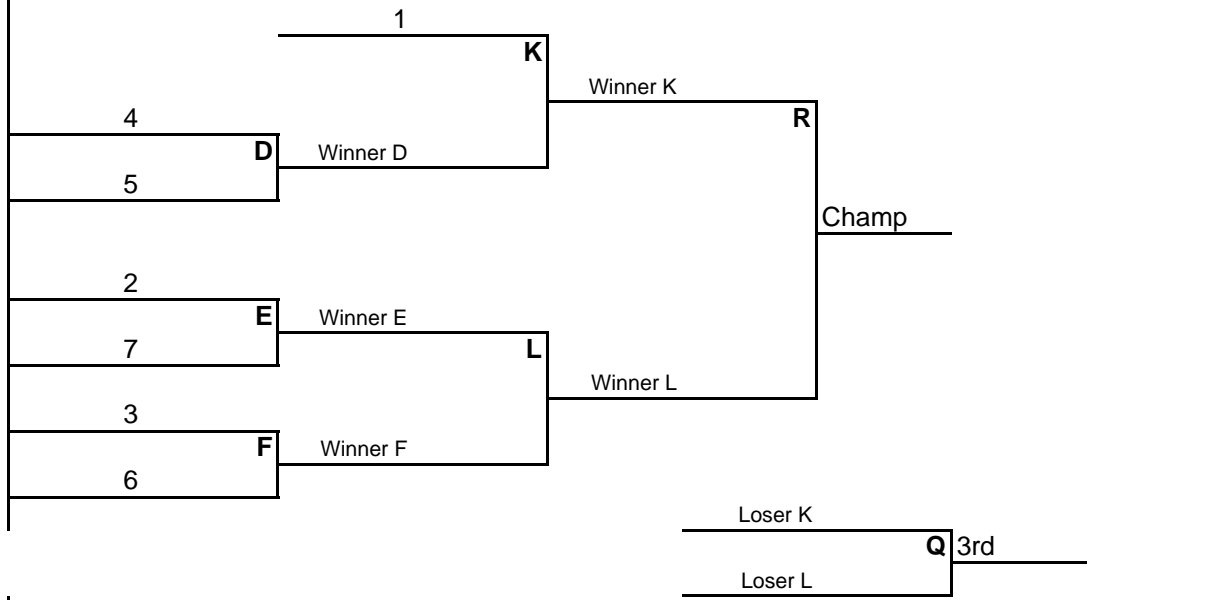 1
K
Winner K
R
4
D
Winner D
5
Champ
2
E
Winner E
7
L
Winner L
3
F
Winner F
6
Loser K
Q
3rd
Loser L